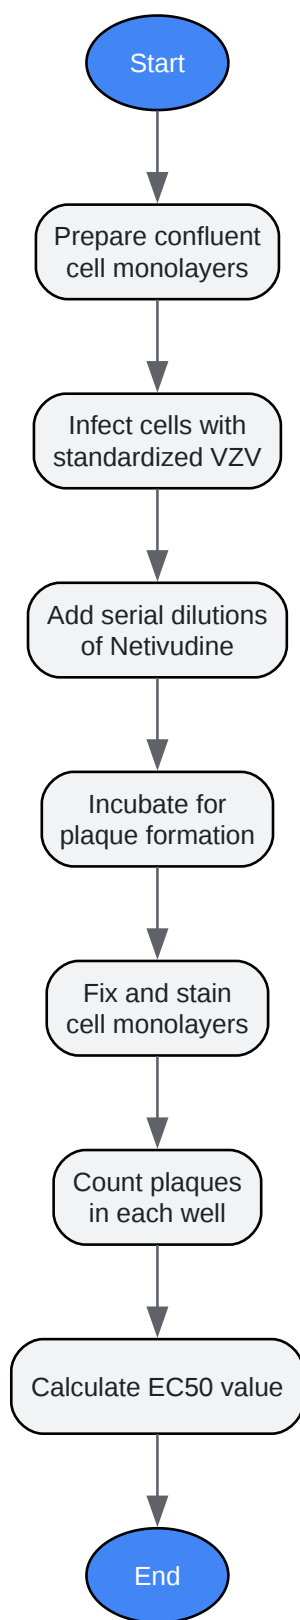 Start
Prepare confluent
cell monolayers
Infect cells with
standardized VZV
Add serial dilutions
of Netivudine
Incubate for
plaque formation
Fix and stain
cell monolayers
Count plaques
in each well
Calculate EC50 value
End